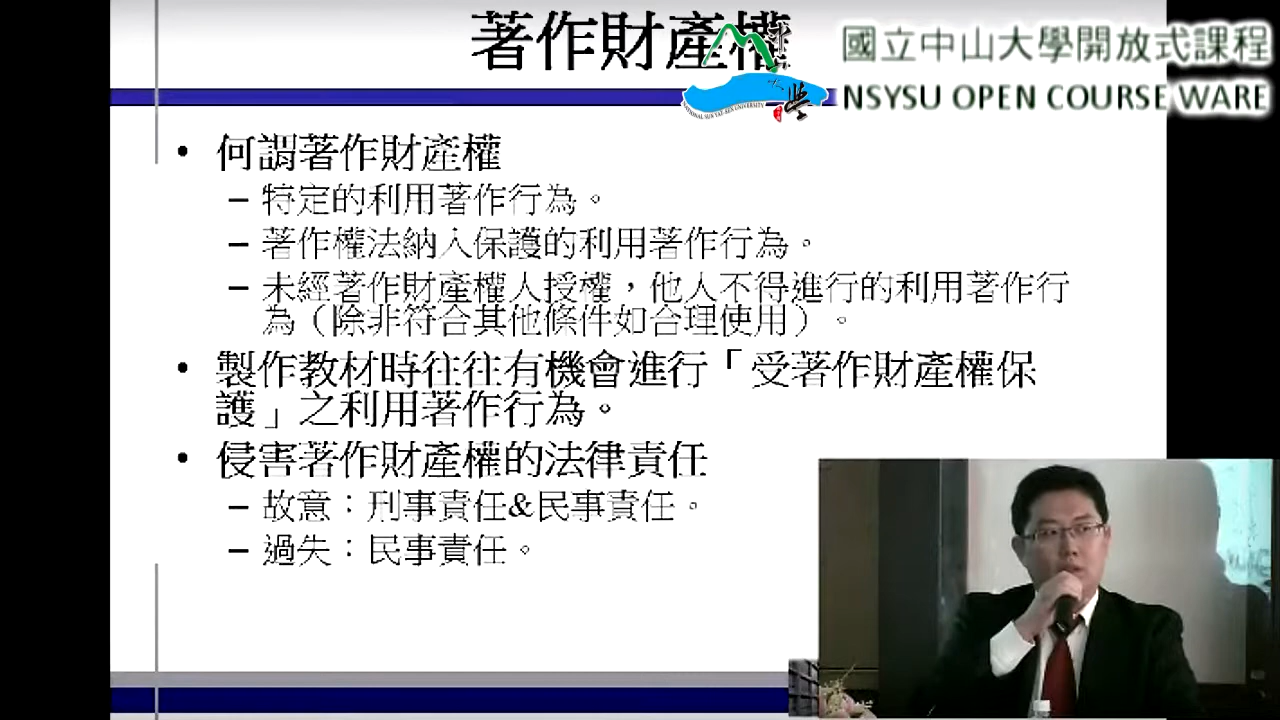 著作財產權
國立中山大學開放式課程
NSYSU OPEN COURSE WARE
• 何謂著作財產權
– 特定的利用著作行為。
– 著作權法納入保護的利用著作行為。
– 未經著作財產權人授權，他人不得進行的利用著作行
為（除非符合其他條件如合理使用）。
• 製作教材時往往有機會進行「受著作財產權保
護」之利用著作行為。
• 侵害著作財產權的法律責任
– 故意：刑事責任&民事責任。
– 過失：民事責任。